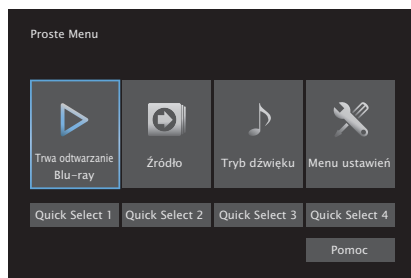 Proste Menu
Trwa odtwarzanie
Blu-ray
Źródło
Tryb dźwięku
Menu ustawień
Quick Select 1
Quick Select 2
Quick Select 3
Quick Select 4
Pomoc